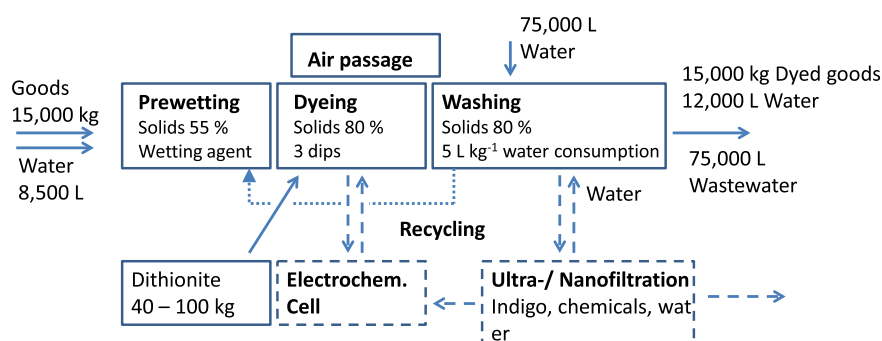 75,000 L
Water
Air passage
Goods
15,000 kg
Water
8,500 L
Prewetting
Solids 55 %
Wetting agent
Dyeing
Solids 80 %
3 dips
Washing
Solids 80 %
5 L kg⁻¹ water consumption
15,000 kg Dyed goods
12,000 L Water
75,000 L
Wastewater
Water
Recycling
Dithionite
40 – 100 kg
Electrochem.
Cell
Ultra-/ Nanofiltration
Indigo, chemicals, wat
er